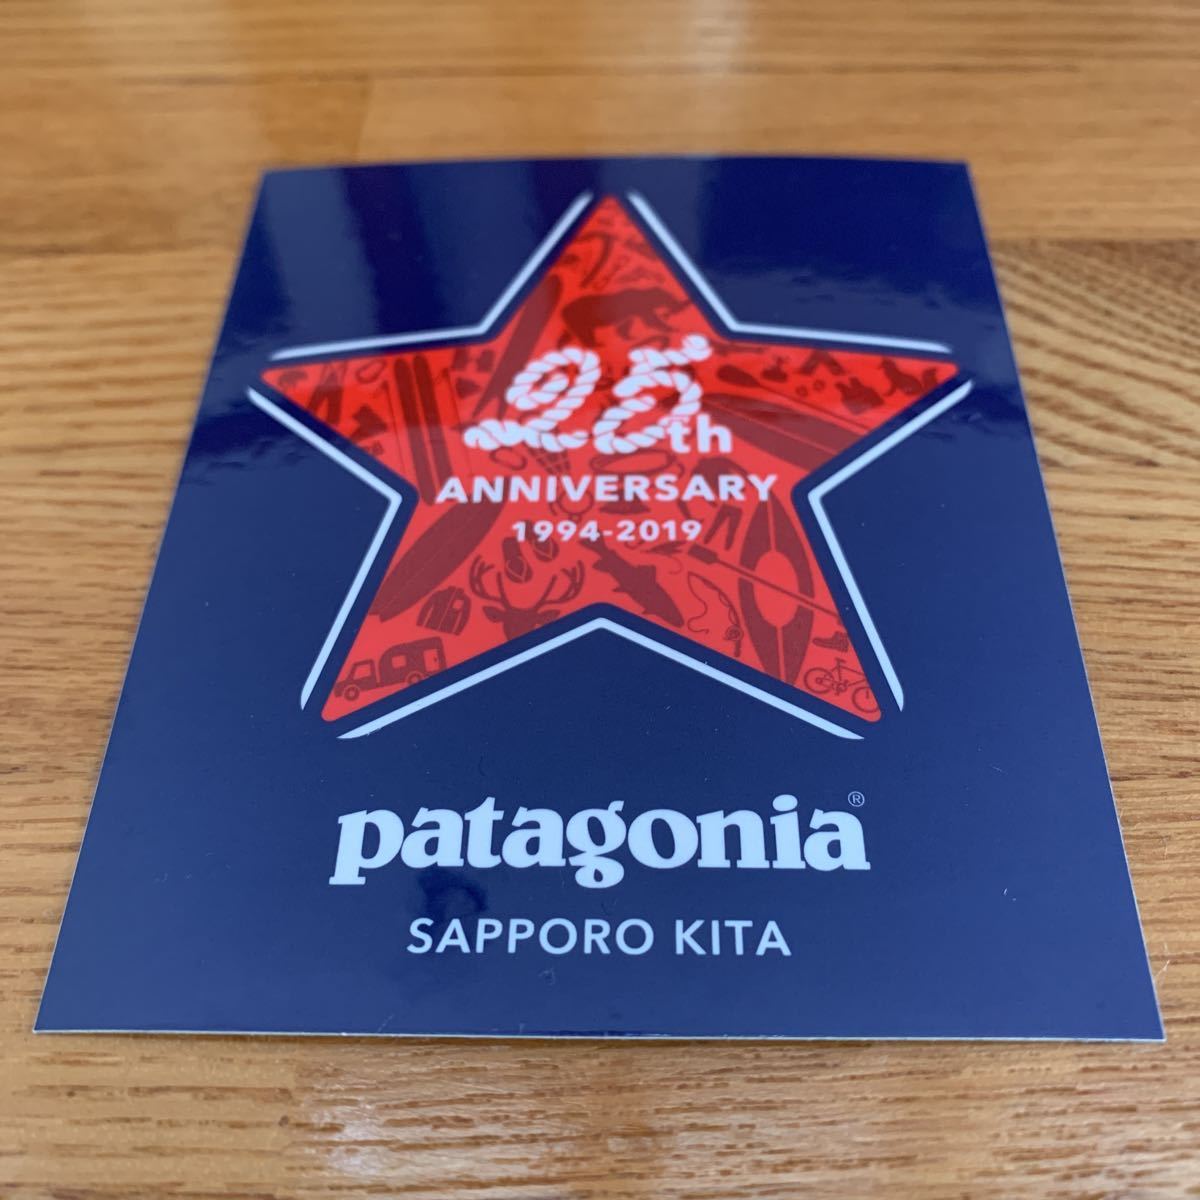 25th
ANNIVERSARY
1994-2019
patagonia®
SAPPORO KITA